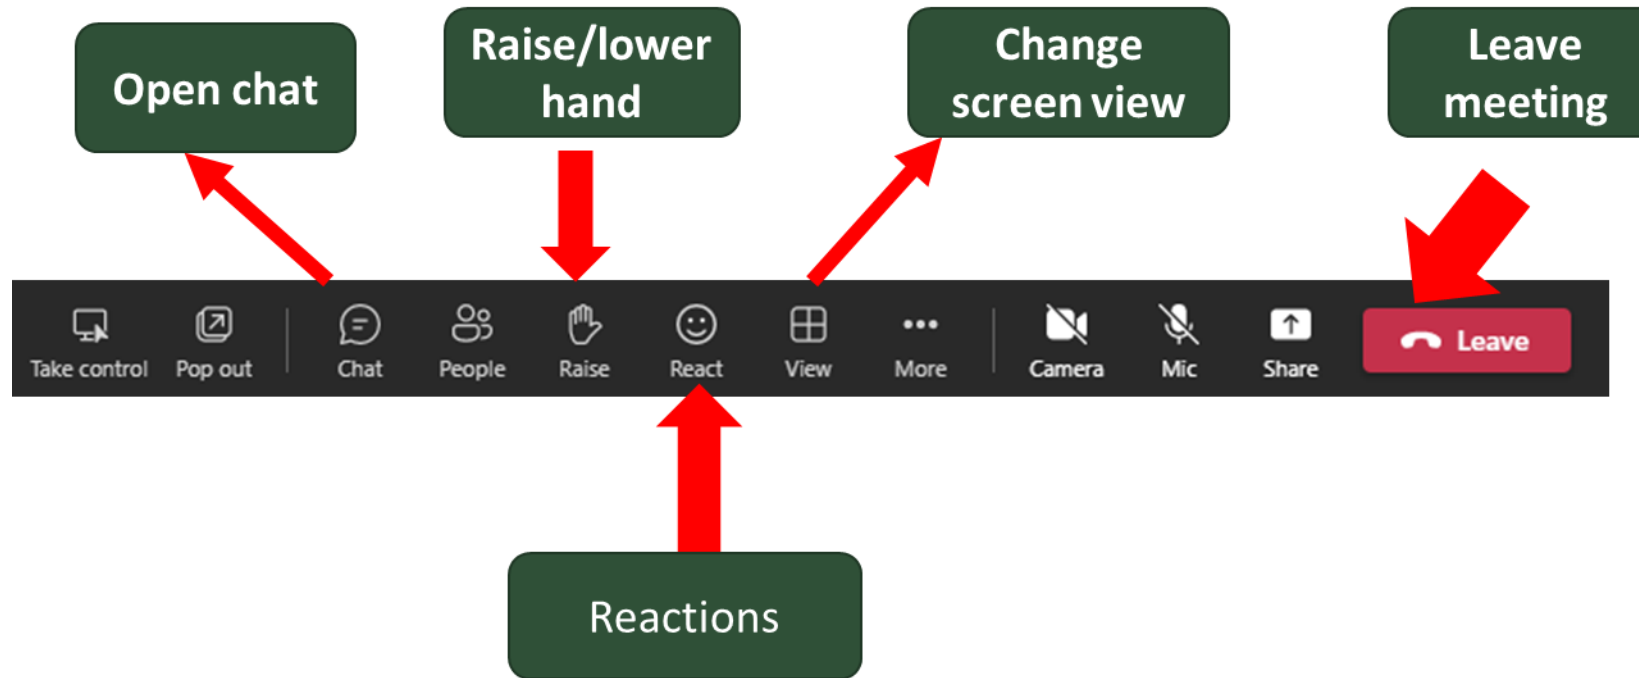 Open chat
Raise/lower
hand
Change
screen view
Leave
meeting
Take control
Pop out
Chat
People
Raise
React
View
More
Camera
Mic
Share
Leave
Reactions